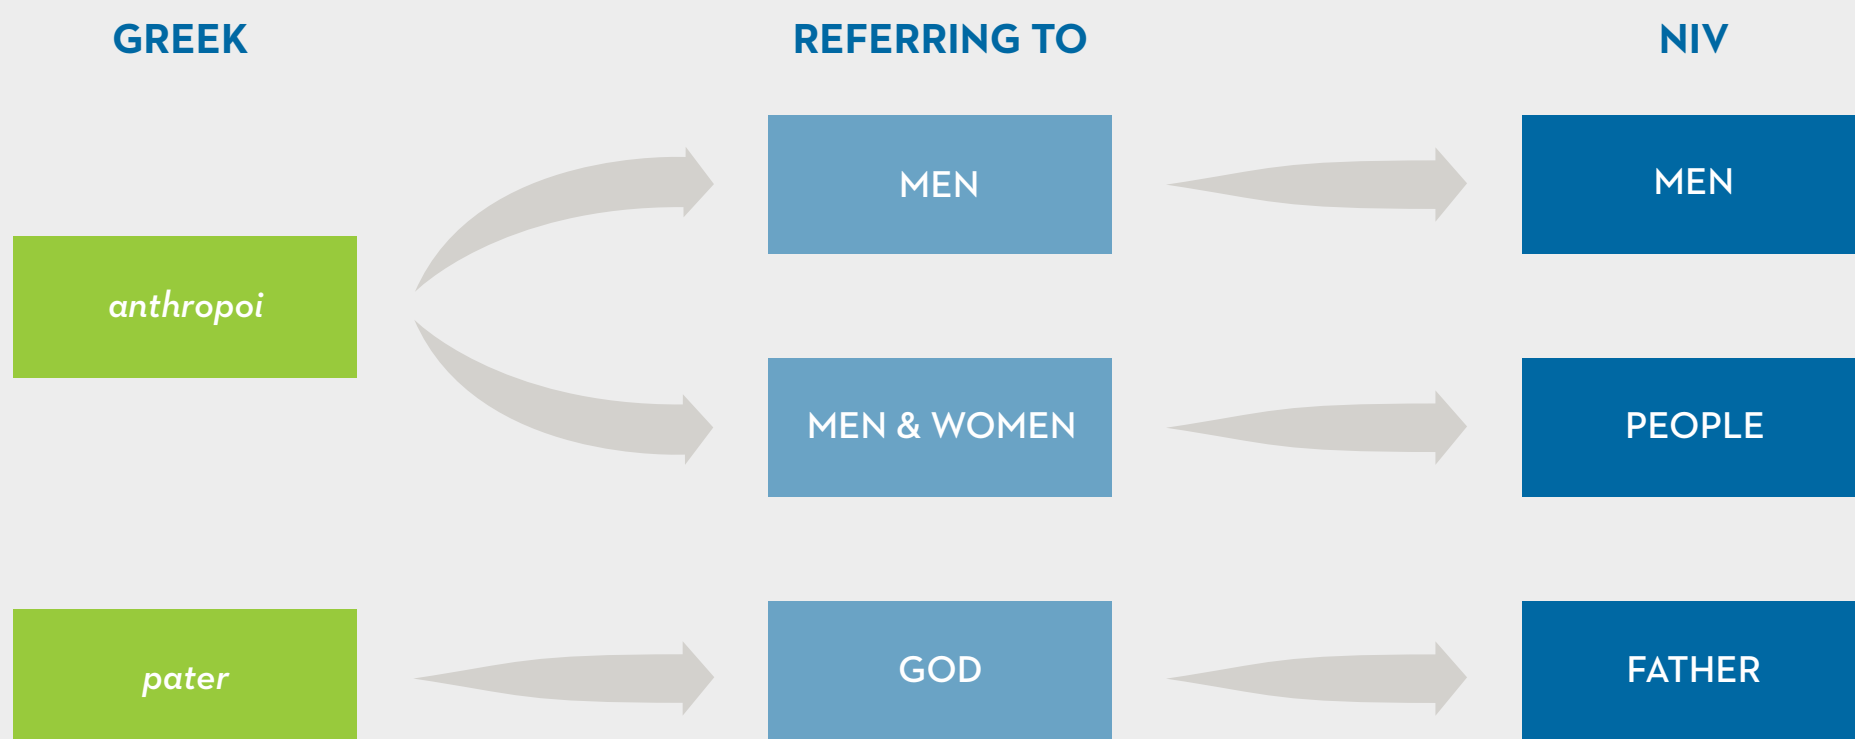 GREEK
REFERRING TO
NIV
anthropoi
MEN
MEN
MEN & WOMEN
PEOPLE
pater
GOD
FATHER